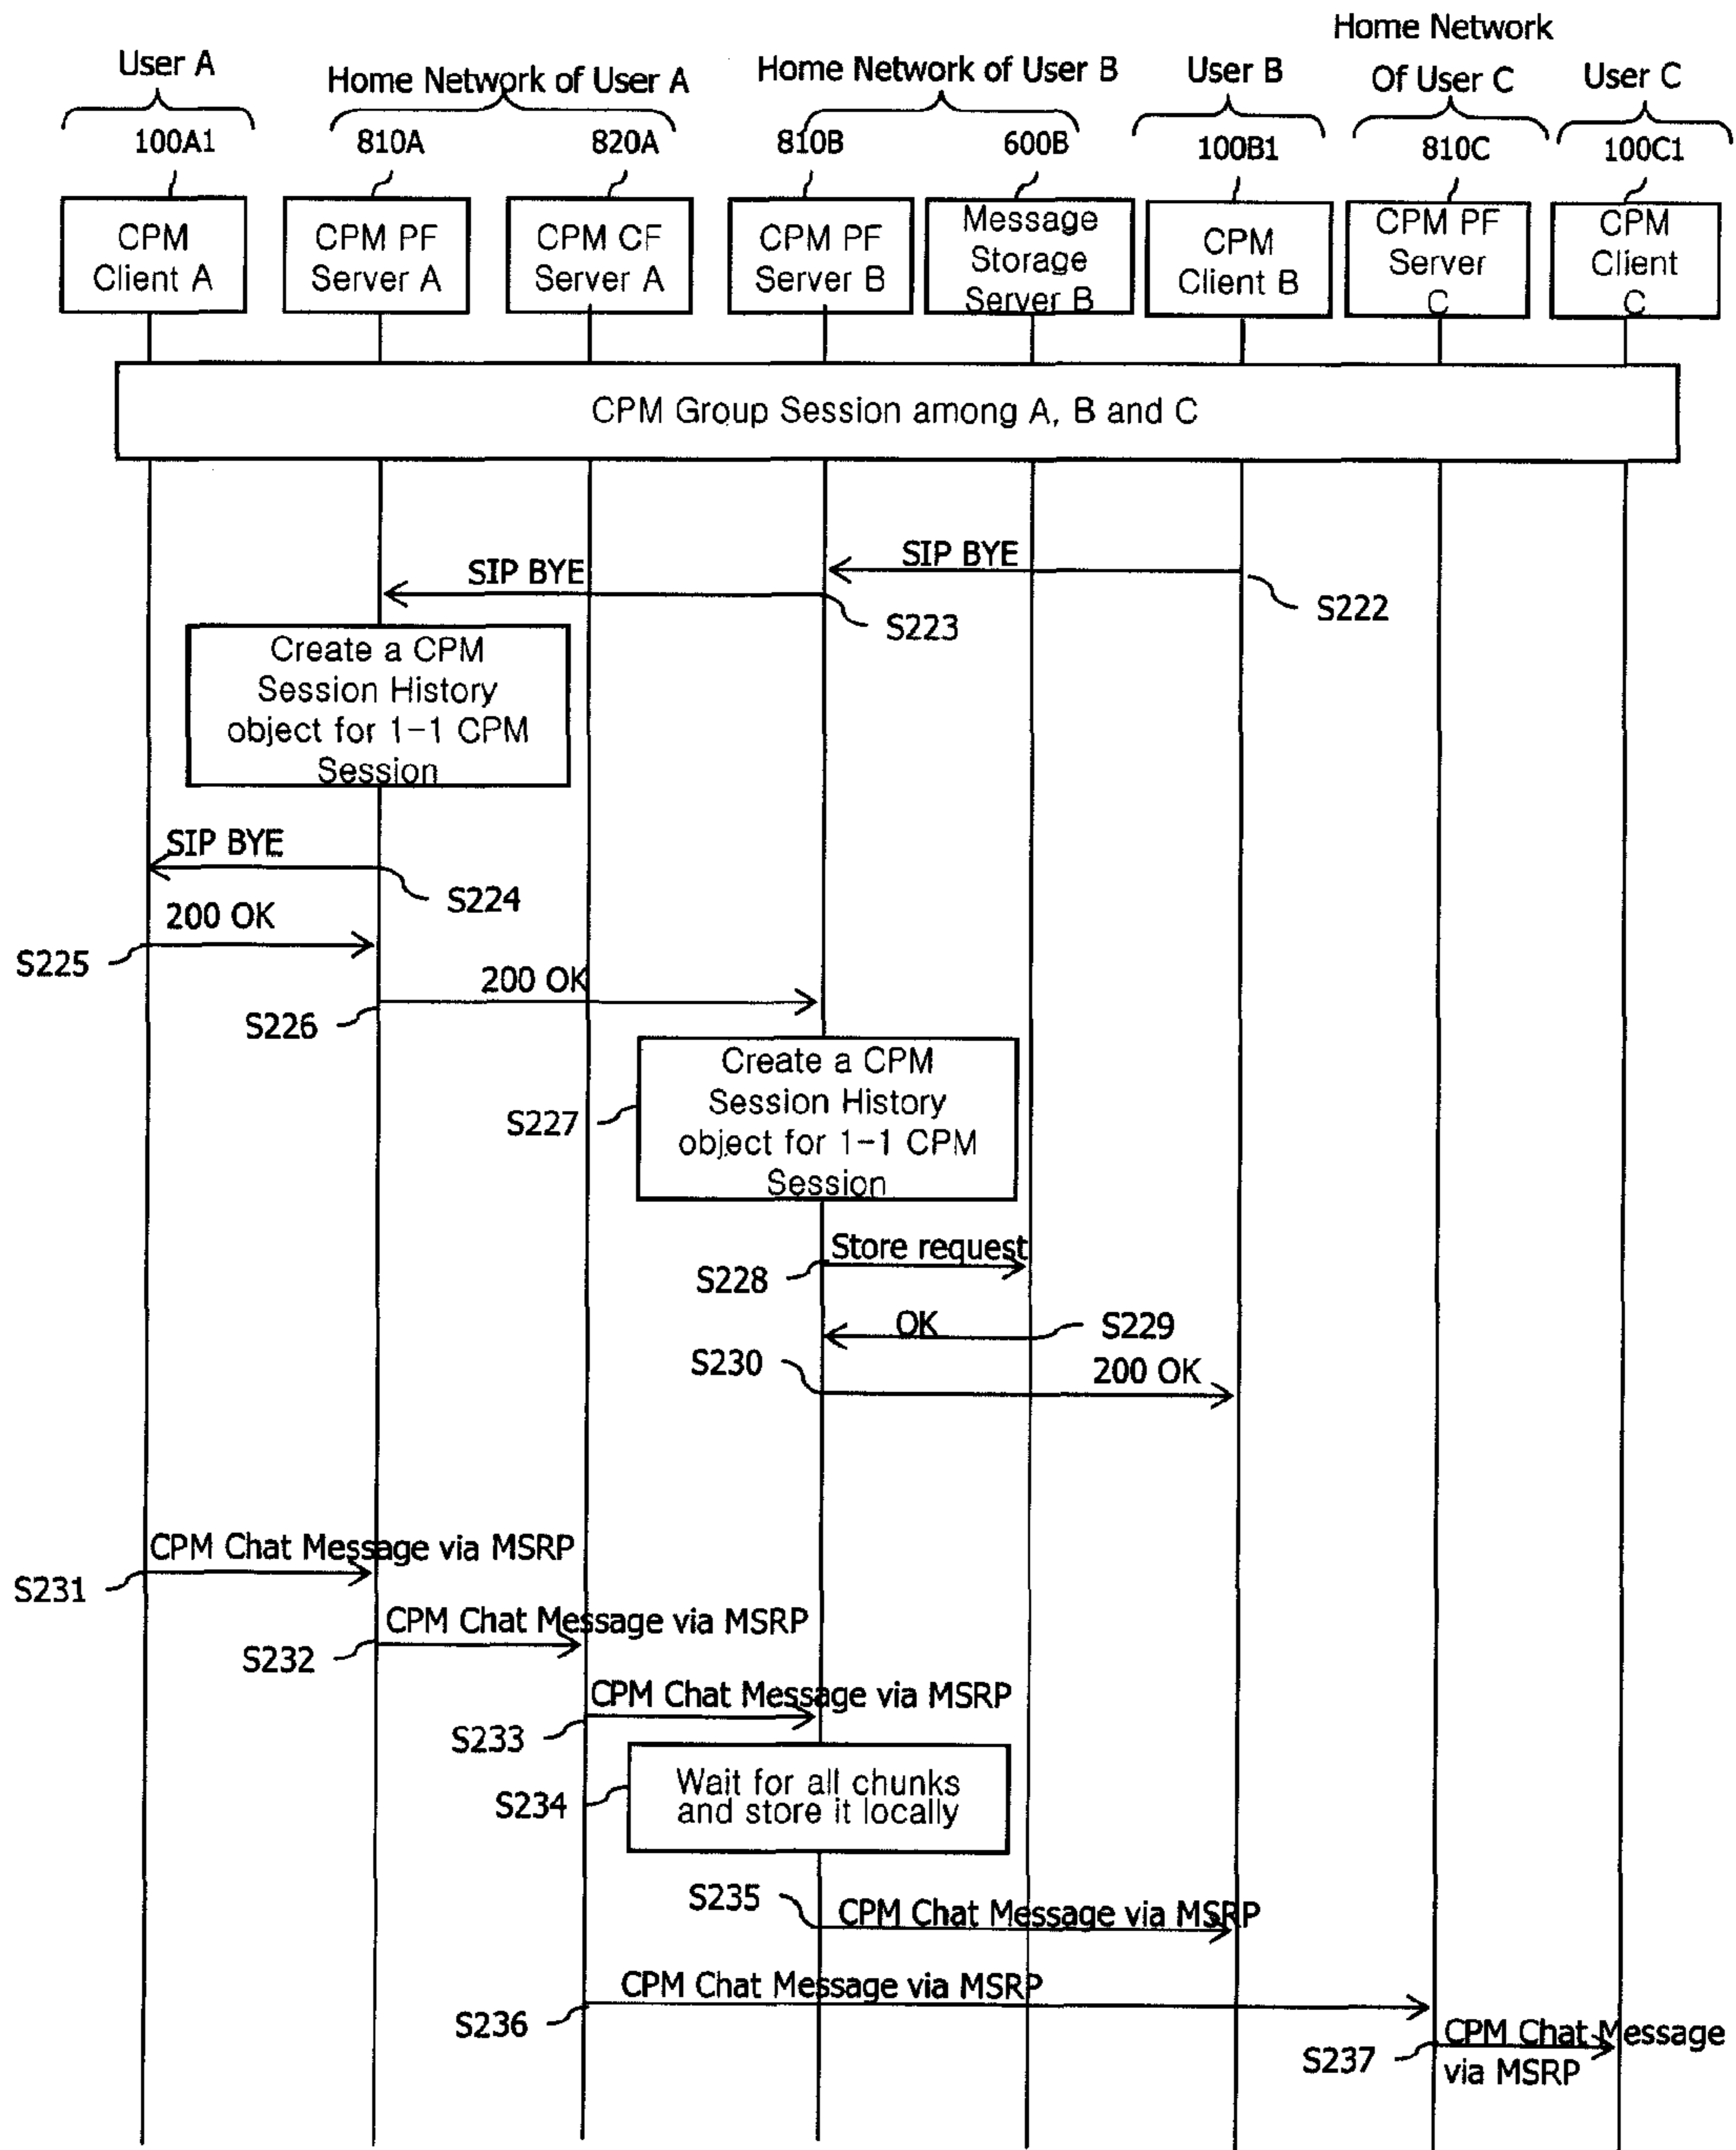 Home Network
User A
Home Network of User A
Home Network of User B
User B
Of User C
User C
100A1
810A
820A
810B
600B
100B1
810C
100C1
CPM
Client A
CPM PF
Server A
CPM CF
Server A
CPM PF
Server B
Message
Storage
Server B
CPM
Client B
CPM PF
Server
C
CPM
Client
C
CPM Group Session among A, B and C
SIP BYE
S222
SIP BYE
S223
Create a CPM
Session History
object for 1-1 CPM
Session
SIP BYE
S224
200 OK
S225
200 OK
S226
Create a CPM
Session History
object for 1-1 CPM
Session
S227
Store request
S228
OK
S229
S230
200 OK
CPM Chat Message via MSRP
S231
CPM Chat Message via MSRP
S232
CPM Chat Message via MSRP
S233
Wait for all chunks
and store it locally
S234
S235
CPM Chat Message via MSRP
CPM Chat Message via MSRP
S236
CPM Chat Message
via MSRP
S237